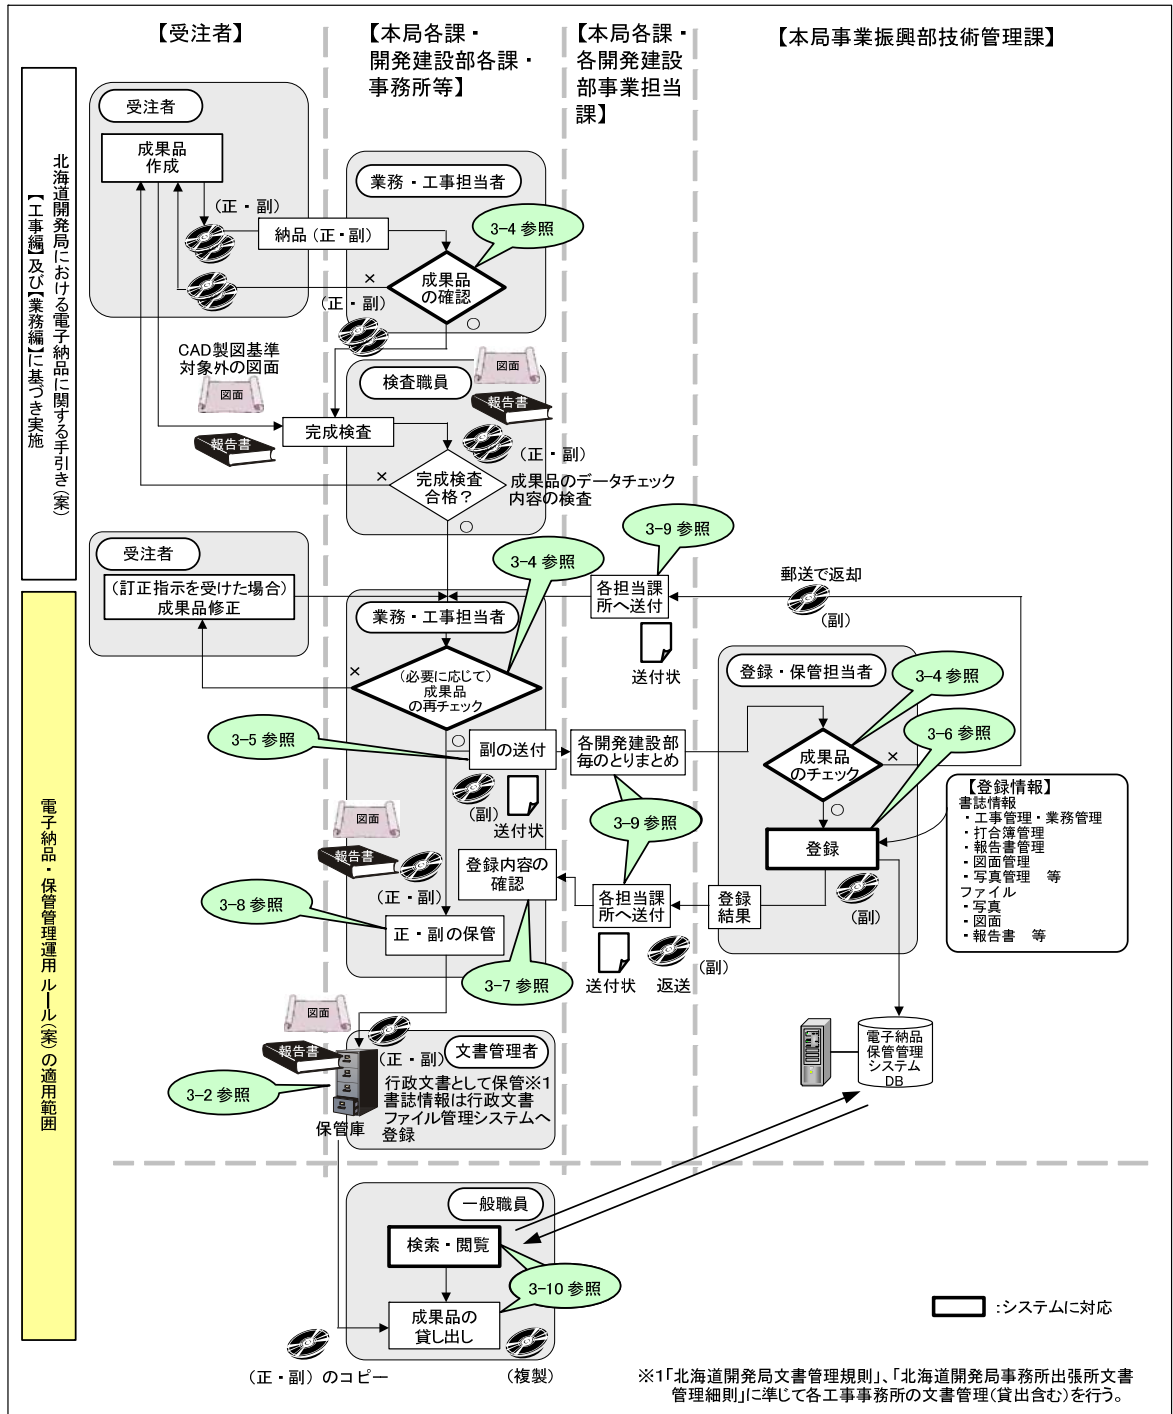 【受注者】
【本局各課・
開発建設部各課・
事務所等】
【本局各課・
各開発建設
部事業担当
課】
【本局事業振興部技術管理課】
北海道開発局における電子納品に関する手引き(案)
【工事編】及び【業務編】に基づき実施
受注者
成果品
作成
(正・副)
納品(正・副)
業務・工事担当者
3-4 参照
成果品
の確認
×
(正・副)
○
CAD製図基準
対象外の図面
図面
報告書
検査職員
図面
報告書
完成検査
(正・副)
×
完成検査
合格?
成果品のデータチェック
内容の検査
○
受注者
(訂正指示を受けた場合)
成果品修正
3-4 参照
3-9 参照
各担当課
所へ送付
郵送で返却
(副)
送付状
電子納品・保管管理運用ルール(案)の適用範囲
業務・工事担当者
×
(必要に応じて)
成果品
の再チェック
○
登録・保管担当者
3-4 参照
3-6 参照
3-5 参照
副の送付
各開発建設部
毎のとりまとめ
成果品
のチェック
×
○
(副)
送付状
3-9 参照
登録
【登録情報】
書誌情報
・工事管理・業務管理
・打合簿管理
・報告書管理
・図面管理
・写真管理 等
ファイル
・写真
・図面
・報告書 等
図面
報告書
(正・副)
登録内容の
確認
各担当課
所へ送付
登録
結果
(副)
3-8 参照
正・副の保管
3-7 参照
送付状
返送
(副)
図面
報告書
(正・副)
文書管理者
行政文書として保管※1
書誌情報は行政文書
ファイル管理システムへ
登録
3-2 参照
保管庫
電子納品
保管管理
システム
DB
一般職員
検索・閲覧
3-10 参照
成果品の
貸し出し
(正・副)のコピー
(複製)
:システムに対応
※1「北海道開発局文書管理規則」、「北海道開発局事務所出張所文書
管理細則」に準じて各工事事務所の文書管理(貸出含む)を行う。